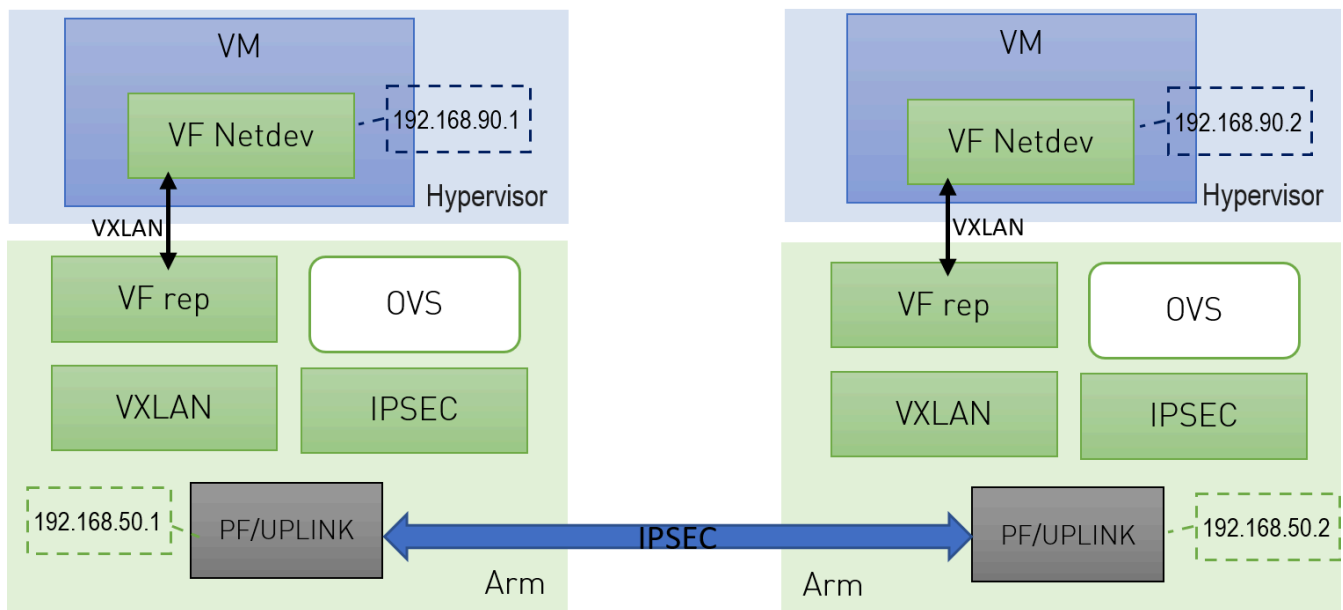 VM
VF Netdev
192.168.90.1
Hypervisor
VXLAN
VF rep
OVS
VXLAN
IPSEC
192.168.50.1
PF/UPLINK
Arm
IPSEC
VM
VF Netdev
192.168.90.2
Hypervisor
VXLAN
VF rep
OVS
VXLAN
IPSEC
PF/UPLINK
192.168.50.2
Arm